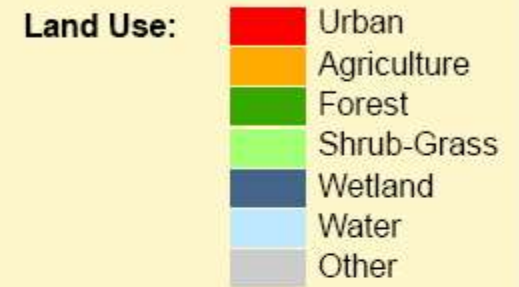 Land Use:
Urban
Agriculture
Forest
Shrub-Grass
Wetland
Water
Other